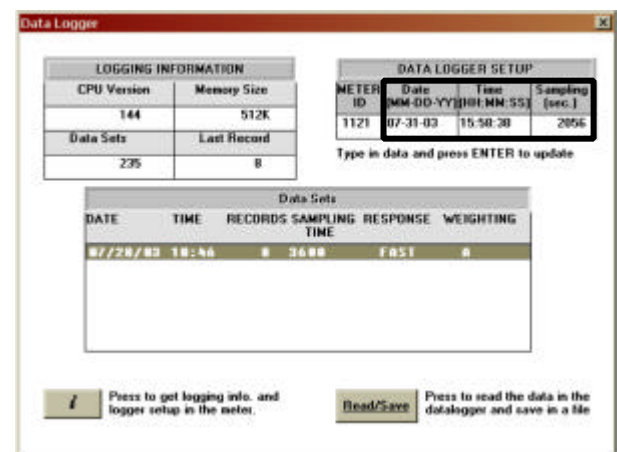 Data Logger
LOGGING INFORMATION
CPU Version Memory Size
144 512K
Data Sets Last Record
235 8
DATA LOGGER SETUP
METER ID Date (MM-DD-YY) Time (HH:MM:SS) Sampling (sec.)
1121 07-31-03 15:50:38 2056
Type in data and press ENTER to update
Data Sets
DATE TIME RECORDS SAMPLING TIME RESPONSE WEIGHTING
07/28/03 3600 FAST
i
Press to get logging info. and
logger setup in the meter.
Read/Save
Press to read the data in the
datalogger and save in a file